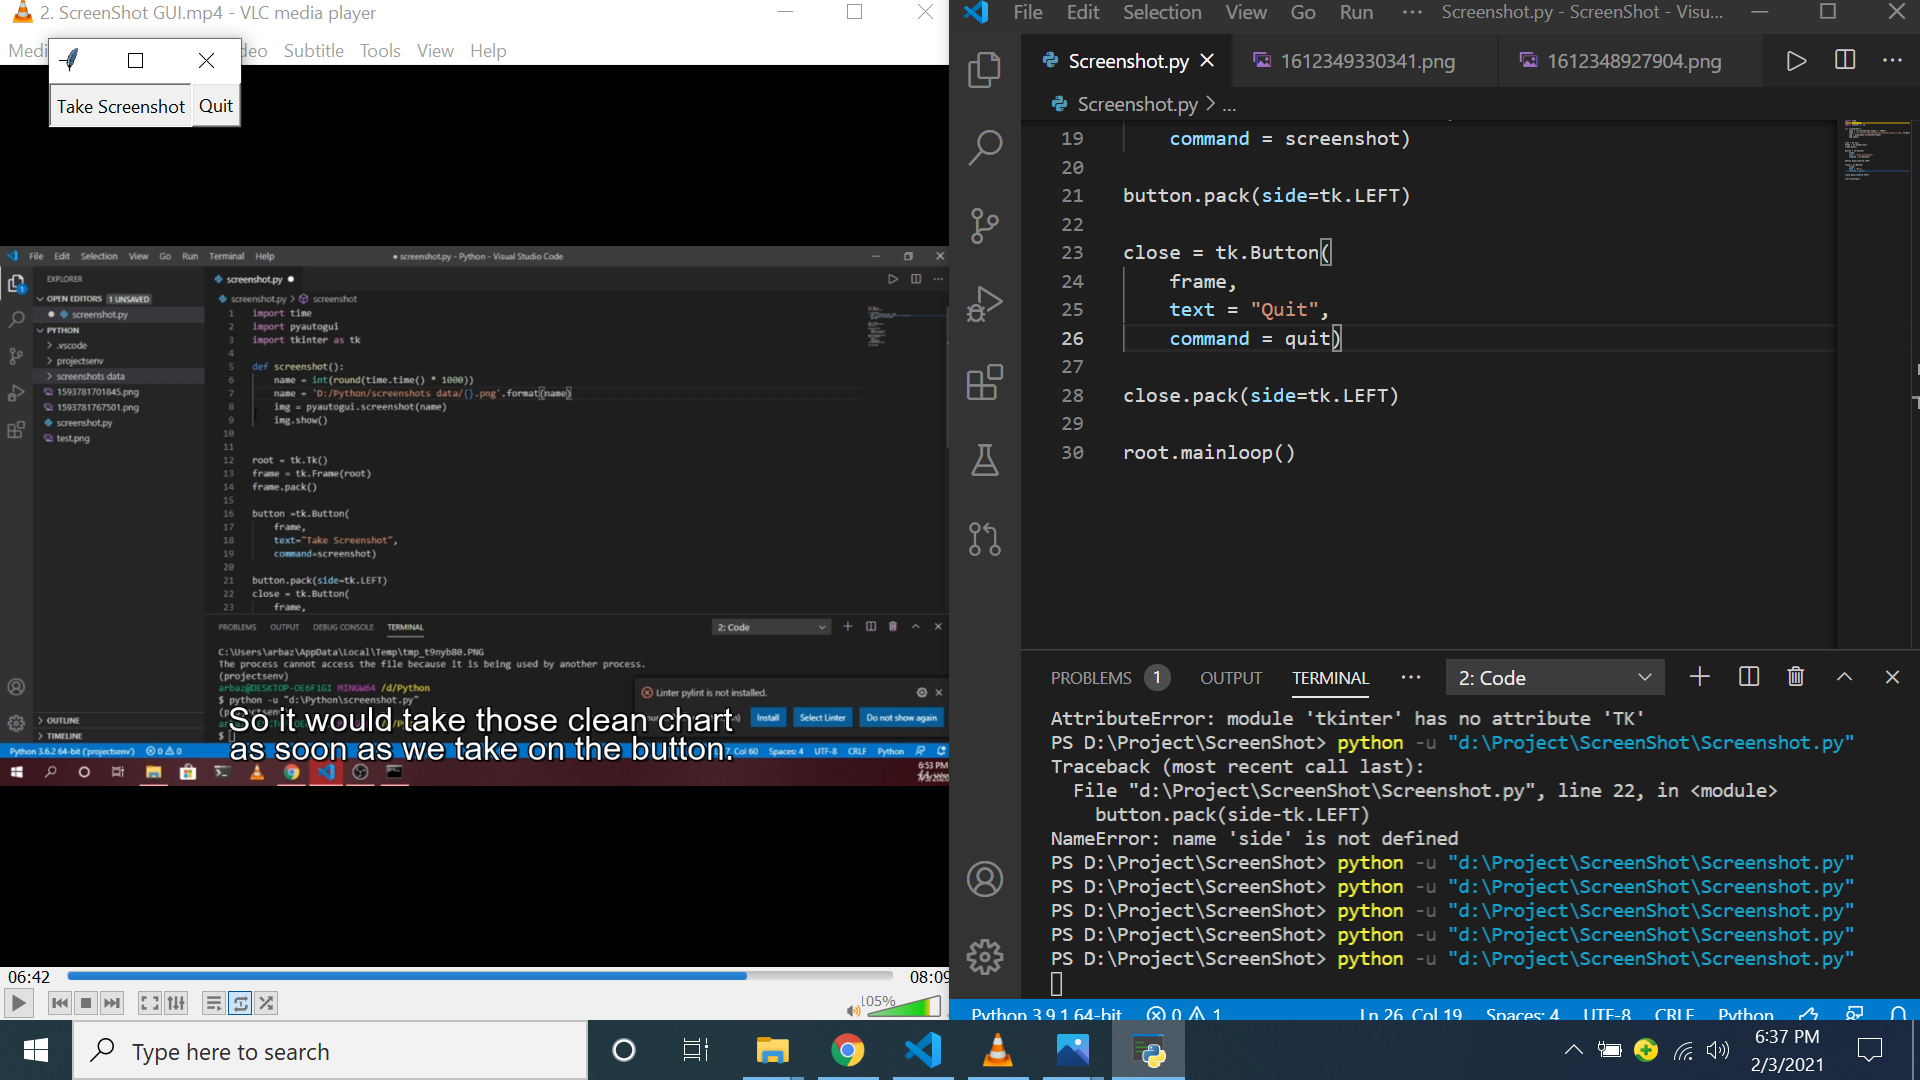 2. ScreenShot GUI.mp4 - VLC media player
Medi
deo Subtitle Tools View Help
Take Screenshot Quit
File Edit Selection View Go Run Terminal Help
screenshot.py - Python - Visual Studio Code
EXPLORER
OPEN EDITORS 1 UNSAVED
screenshot.py
PYTHON
.vscode
projectsenv
screenshots data
1593781701845.png
1593781767501.png
screenshot.py
test.png
OUTLINE
TIMELINE
screenshot.py
screenshot.py > screenshot
1 import time
2 import pyautogui
3 import tkinter as tk
4
5 def screenshot():
6 name = int(round(time.time() * 1000))
7 name = 'D:/Python/screenshots data/{}.png'.format(name)
8 img = pyautogui.screenshot(name)
9 img.show()
10
11
12 root = tk.Tk()
13 frame = tk.Frame(root)
14 frame.pack()
15
16 button =tk.Button(
17 frame,
18 text="Take Screenshot",
19 command=screenshot)
20
21 button.pack(side=tk.LEFT)
22 close = tk.Button(
23 frame,
PROBLEMS OUTPUT DEBUG CONSOLE TERMINAL
2: Code
C:\Users\arbaz\AppData\Local\Temp\tmp_t9nyb80.PNG
The process cannot access the file because it is being used by another process.
(projectsenv)
arbaz@DESKTOP-OE6F1GI MINGW64 /d/Python
$ python -u "d:\Python\screenshot.py"
(projectsenv
$
Linter pylint is not installed.
Install Select Linter Do not show again
So it would take those clean chart
as soon as we take on the button.
Python 3.6.2 64-bit ('projectsenv') 0 0 Col 60 Spaces: 4 UTF-8 CRLF Python
6:53 PM
06:42
08:09
105%
File Edit Selection View Go Run ··· Screenshot.py - ScreenShot - Visu...
Screenshot.py 1612349330341.png 1612348927904.png
Screenshot.py > ...
19 command = screenshot)
20
21 button.pack(side=tk.LEFT)
22
23 close = tk.Button(
24 frame,
25 text = "Quit",
26 command = quit)
27
28 close.pack(side=tk.LEFT)
29
30 root.mainloop()
PROBLEMS 1 OUTPUT TERMINAL ··· 2: Code
AttributeError: module 'tkinter' has no attribute 'TK'
PS D:\Project\ScreenShot> python -u "d:\Project\ScreenShot\Screenshot.py"
Traceback (most recent call last):
File "d:\Project\ScreenShot\Screenshot.py", line 22, in <module>
button.pack(side-tk.LEFT)
NameError: name 'side' is not defined
PS D:\Project\ScreenShot> python -u "d:\Project\ScreenShot\Screenshot.py"
PS D:\Project\ScreenShot> python -u "d:\Project\ScreenShot\Screenshot.py"
PS D:\Project\ScreenShot> python -u "d:\Project\ScreenShot\Screenshot.py"
PS D:\Project\ScreenShot> python -u "d:\Project\ScreenShot\Screenshot.py"
PS D:\Project\ScreenShot> python -u "d:\Project\ScreenShot\Screenshot.py"
Python 3.9.1 64-bit 0 1 Ln 26, Col 19 Spaces: 4 UTF-8 CRLF Python
Type here to search
6:37 PM
2/3/2021